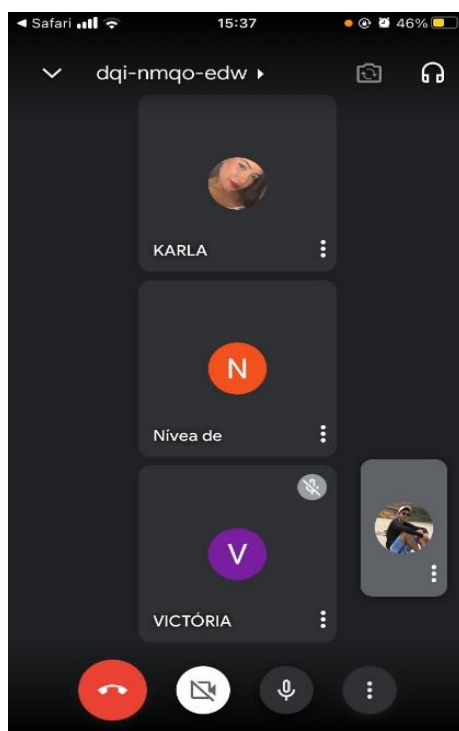 Safari 15:37 46%
dqi-nmqo-edw
KARLA
N
Nívea de
V
VICTÓRIA